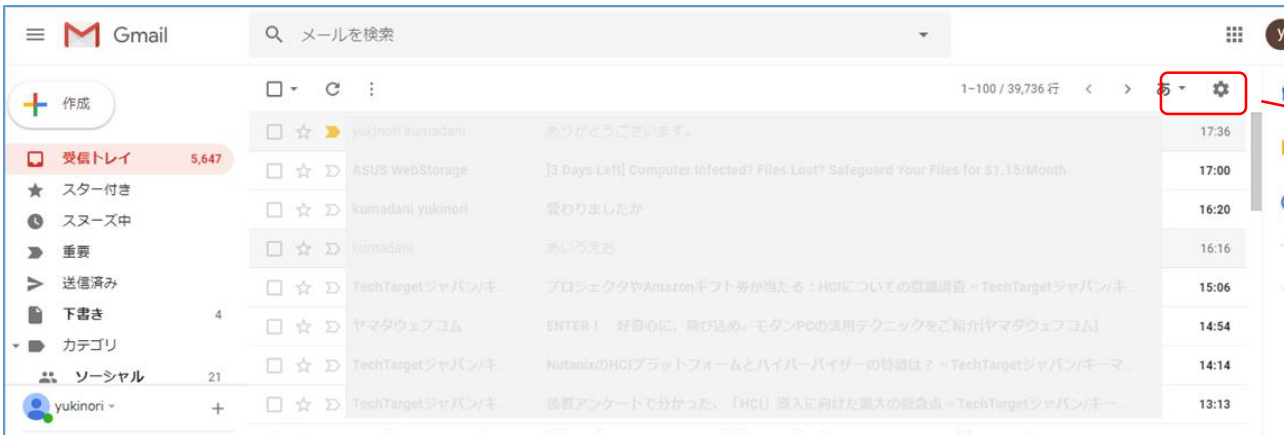 Gmail
メールを検索
y
作成
1–100 / 39,736 行
あ
受信トレイ 5,647
スター付き
スヌーズ中
重要
送信済み
下書き 4
カテゴリ
ソーシャル 21
yukinori
yukinori kumadani ありがとうございます。 17:36
ASUS WebStorage [3 Days Left] Computer Infected? Files Lost? Safeguard Your Files for $1.15/Month 17:00
kumadani yukinori 変わりましたか 16:20
kumadani あいうえお 16:16
TechTargetジャパン/キ... プロジェクタやAmazonギフト券が当たる：HCIについての意識調査 «TechTargetジャパン/キ... 15:06
ヤマダウェブコム ENTER！ 好奇心に、飛び込め。モダンPCの活用テクニックをご紹介[ヤマダウェブコム] 14:54
TechTargetジャパン/キ... NutanixのHCIプラットフォームとハイパーバイザーの特徴は？ «TechTargetジャパン/キーマ... 14:14
TechTargetジャパン/キ... 読者アンケートで分かった、「HCI」導入に向けた最大の懸念点 «TechTargetジャパン/キー... 13:13